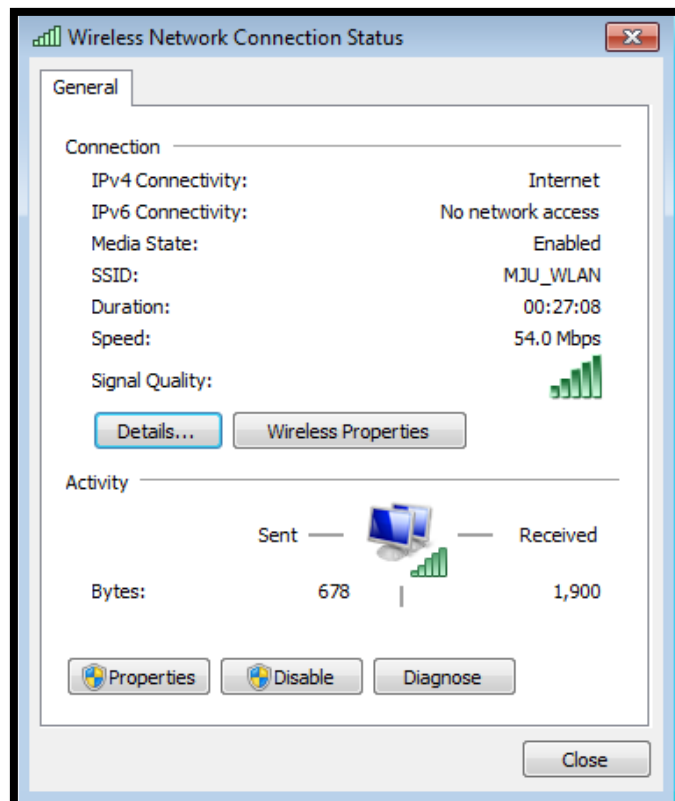 Wireless Network Connection Status
General
Connection
IPv4 Connectivity: Internet
IPv6 Connectivity: No network access
Media State: Enabled
SSID: MJU_WLAN
Duration: 00:27:08
Speed: 54.0 Mbps
Signal Quality:
Details... Wireless Properties
Activity
Sent Received
Bytes: 678 1,900
Properties Disable Diagnose
Close